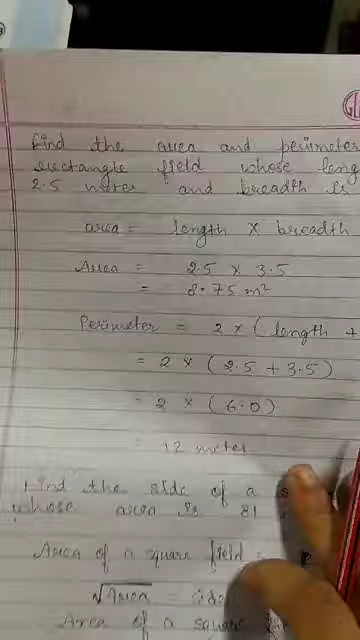 Find the area and perimeter
rectangle field whose leng
2.5 meter and breadth is
area = length × breadth
Area = 2.5 × 3.5
= 8.75 m²
Perimeter = 2 × (length +
= 2 × (2.5 + 3.5)
= 2 × (6.0)
= 12 meter
Find the side of a s
whose area is 81
Area of a square field =
√Area = side
Area of a square